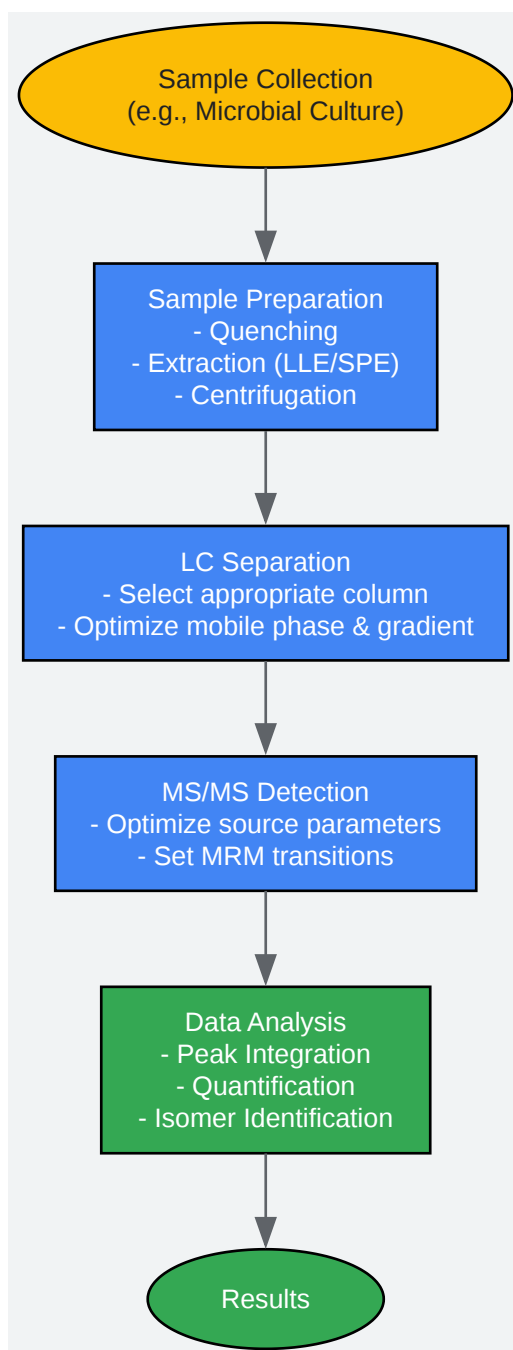 Sample Collection
(e.g., Microbial Culture)
Sample Preparation
- Quenching
- Extraction (LLE/SPE)
- Centrifugation
LC Separation
- Select appropriate column
- Optimize mobile phase & gradient
MS/MS Detection
- Optimize source parameters
- Set MRM transitions
Data Analysis
- Peak Integration
- Quantification
- Isomer Identification
Results